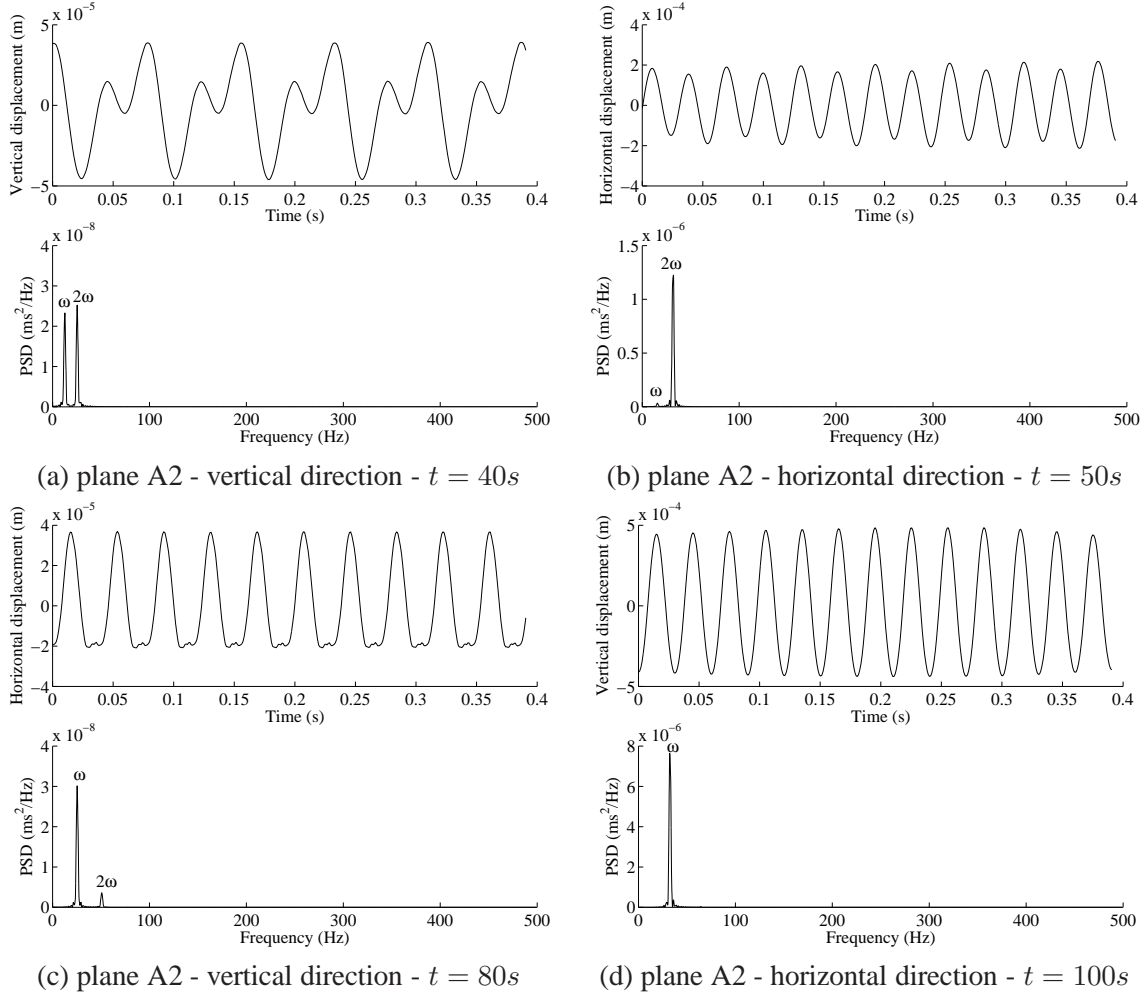 x 10−5
5
0
−5
Vertical displacement (m)
0 0.05 0.1 0.15 0.2 0.25 0.3 0.35 0.4
Time (s)
x 10−8
4
3
2
1
0
PSD (ms2/Hz)
ω 2ω
0 100 200 300 400 500
Frequency (Hz)
(a) plane A2 - vertical direction - t = 40s
x 10−4
4
2
0
−2
−4
Horizontal displacement (m)
0 0.05 0.1 0.15 0.2 0.25 0.3 0.35 0.4
Time (s)
x 10−6
1.5
1
0.5
0
PSD (ms2/Hz)
2ω
ω
0 100 200 300 400 500
Frequency (Hz)
(b) plane A2 - horizontal direction - t = 50s
x 10−5
4
2
0
−2
−4
Horizontal displacement (m)
0 0.05 0.1 0.15 0.2 0.25 0.3 0.35 0.4
Time (s)
x 10−8
4
3
2
1
0
PSD (ms2/Hz)
ω
2ω
0 100 200 300 400 500
Frequency (Hz)
(c) plane A2 - vertical direction - t = 80s
x 10−4
5
0
−5
Vertical displacement (m)
0 0.05 0.1 0.15 0.2 0.25 0.3 0.35 0.4
Time (s)
x 10−6
8
6
4
2
0
PSD (ms2/Hz)
ω
0 100 200 300 400 500
Frequency (Hz)
(d) plane A2 - horizontal direction - t = 100s